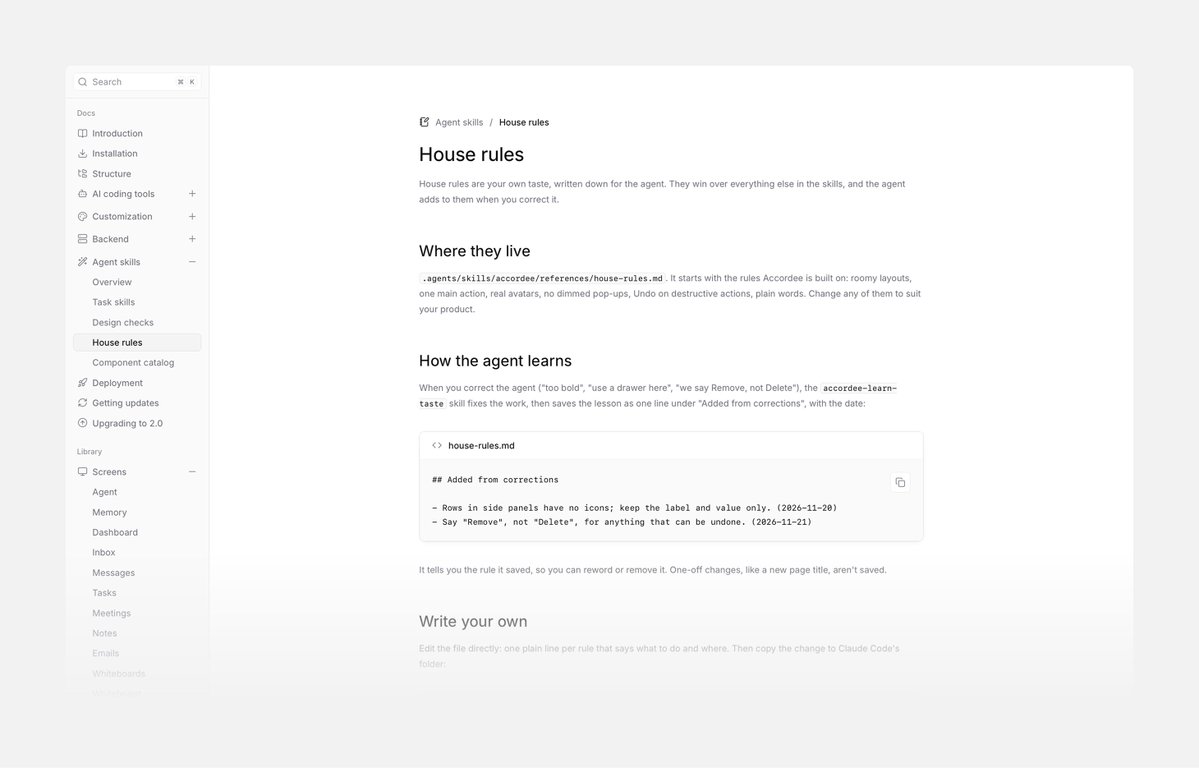 Search ⌘ K
Docs
Introduction
Installation
Structure
AI coding tools
Customization
Backend
Agent skills
Overview
Task skills
Design checks
House rules
Component catalog
Deployment
Getting updates
Upgrading to 2.0
Library
Screens
Agent
Memory
Dashboard
Inbox
Messages
Tasks
Meetings
Notes
Emails
Whiteboards
Agent skills / House rules
House rules
House rules are your own taste, written down for the agent. They win over everything else in the skills, and the agent
adds to them when you correct it.
Where they live
.agents/skills/accordee/references/house-rules.md . It starts with the rules Accordee is built on: roomy layouts,
one main action, real avatars, no dimmed pop-ups, Undo on destructive actions, plain words. Change any of them to suit
your product.
How the agent learns
When you correct the agent ("too bold", "use a drawer here", "we say Remove, not Delete"), the accordee-learn-
taste skill fixes the work, then saves the lesson as one line under "Added from corrections", with the date:
house-rules.md
## Added from corrections
- Rows in side panels have no icons; keep the label and value only. (2026-11-20)
- Say "Remove", not "Delete", for anything that can be undone. (2026-11-21)
It tells you the rule it saved, so you can reword or remove it. One-off changes, like a new page title, aren't saved.
Write your own
Edit the file directly: one plain line per rule that says what to do and where. Then copy the change to Claude Code's
folder: